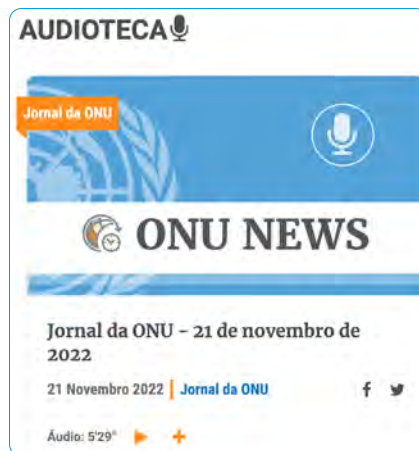 AUDIOTECA
Jornal da ONU
ONU NEWS
Jornal da ONU - 21 de novembro de
2022
21 Novembro 2022 | Jornal da ONU
Áudio: 5'29"